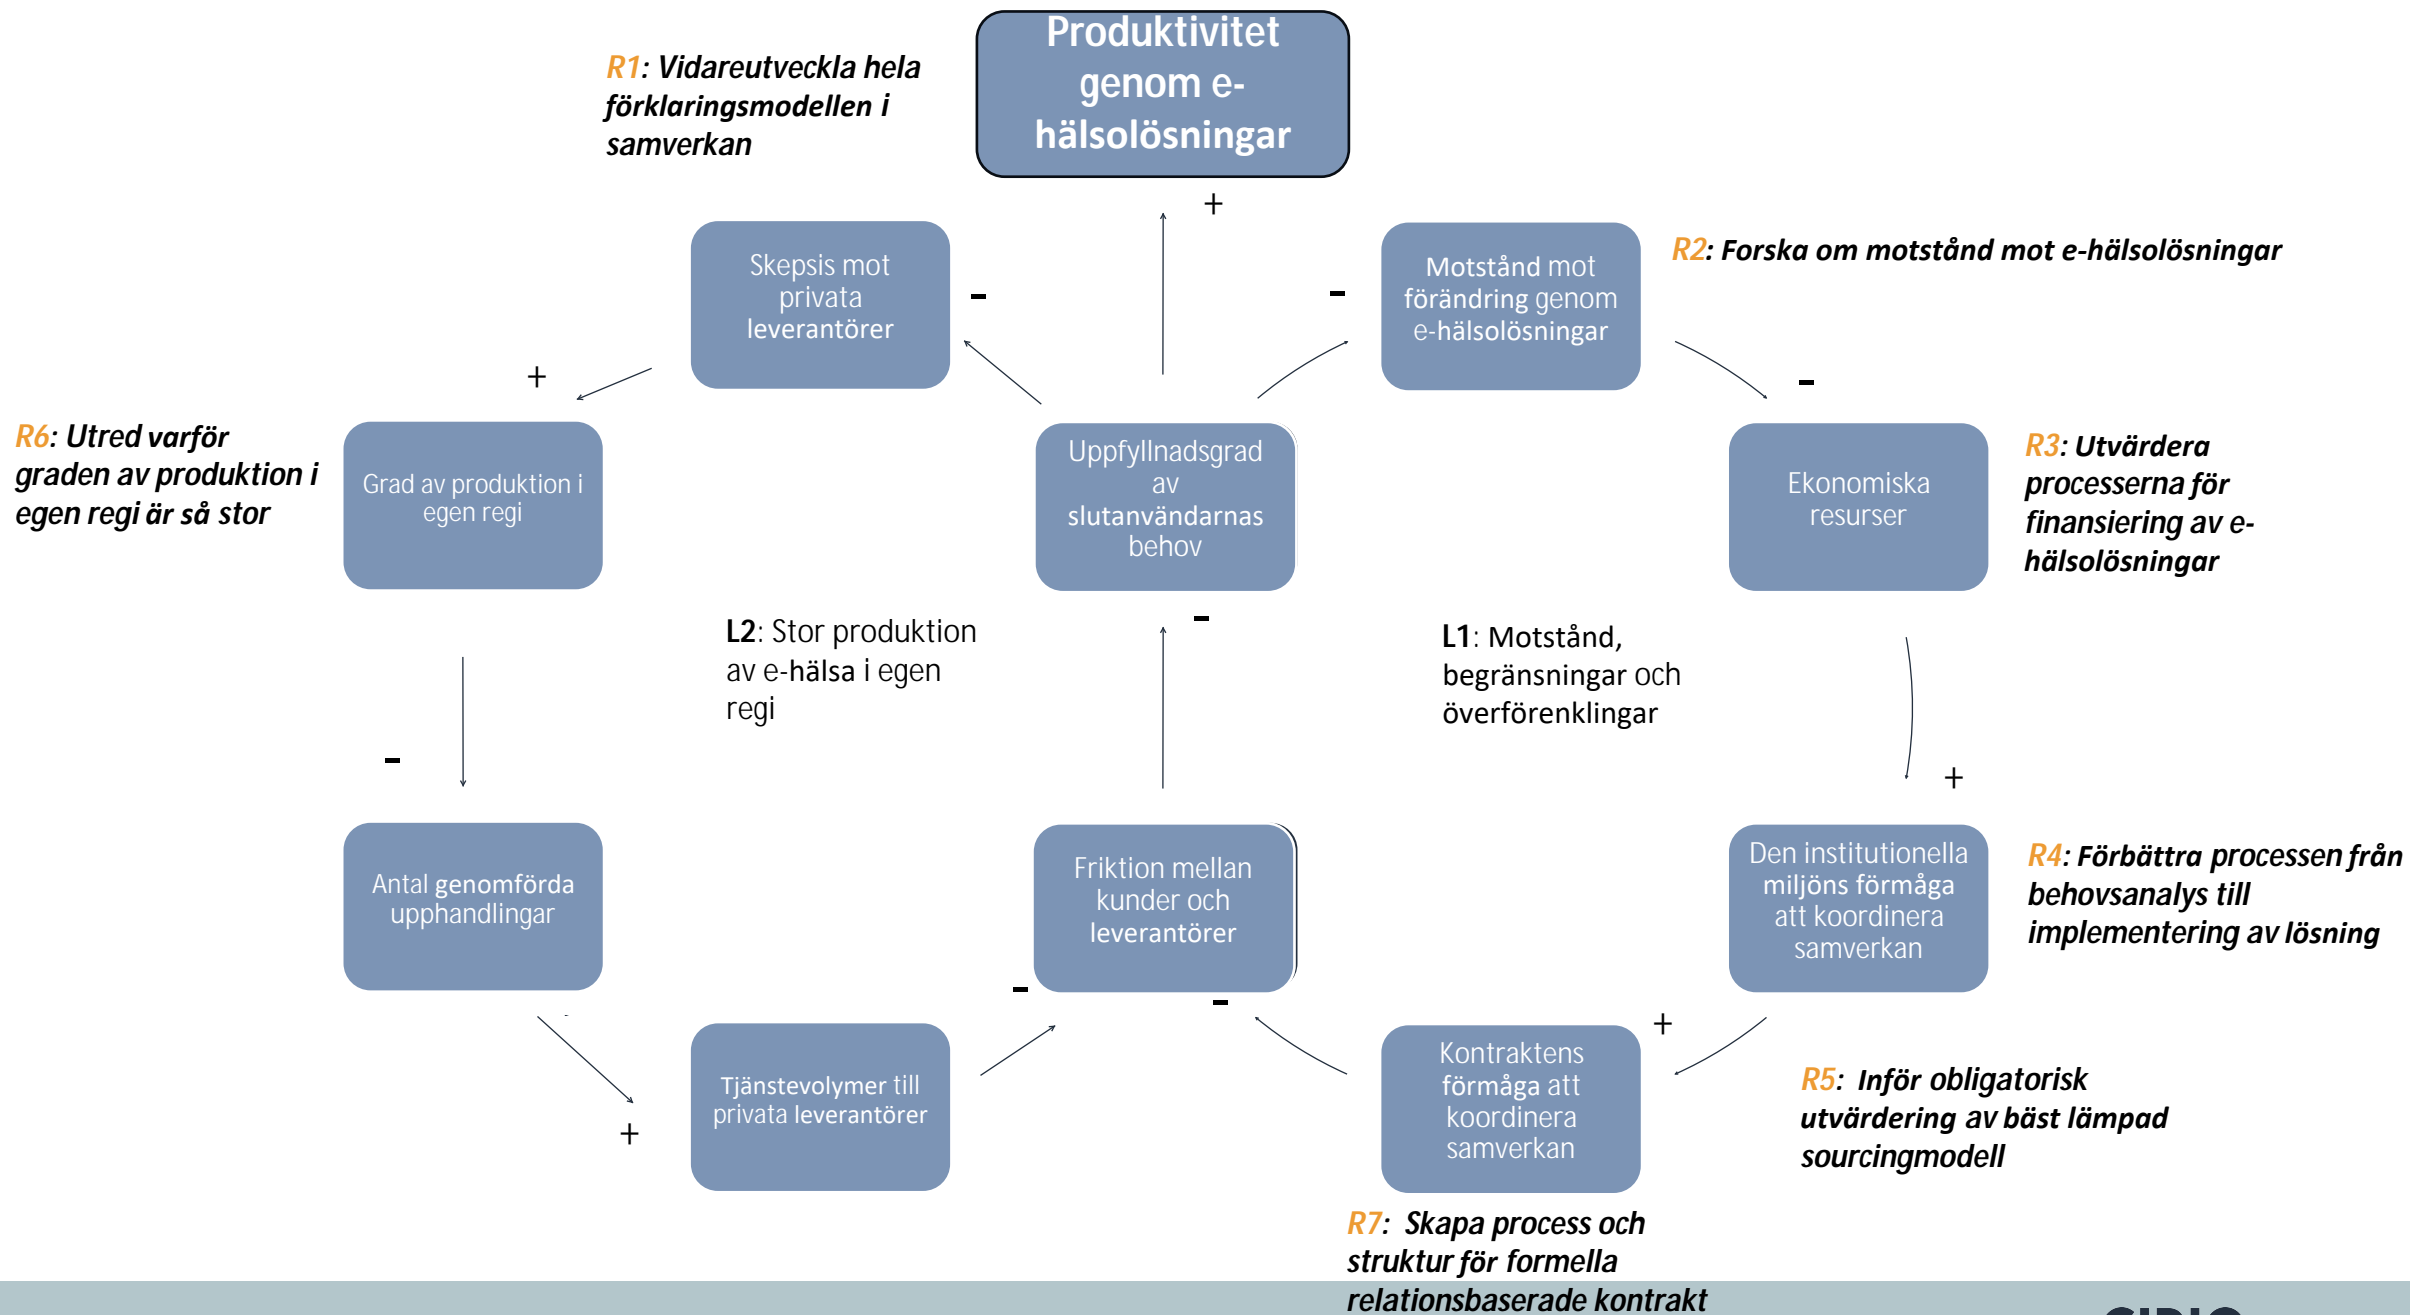 Produktivitet
genom e-
hälsolösningar
R1: Vidareutveckla hela
förklaringsmodellen i
samverkan
+
Skepsis mot
privata
leverantörer
-
-
Motstånd mot
förändring genom
e-hälsolösningar
R2: Forska om motstånd mot e-hälsolösningar
+
-
R6: Utred varför
graden av produktion i
egen regi är så stor
Grad av produktion i
egen regi
Uppfyllnadsgrad
av
slutanvändarnas
behov
Ekonomiska
resurser
R3: Utvärdera
processerna för
finansiering av e-
hälsolösningar
-
L2: Stor produktion
av e-hälsa i egen
regi
L1: Motstånd,
begränsningar och
överförenklingar
-
+
Antal genomförda
upphandlingar
Friktion mellan
kunder och
leverantörer
Den institutionella
miljöns förmåga
att koordinera
samverkan
R4: Förbättra processen från
behovsanalys till
implementering av lösning
-
-
+
+
Tjänstevolymer till
privata leverantörer
Kontraktens
förmåga att
koordinera
samverkan
R5: Inför obligatorisk
utvärdering av bäst lämpad
sourcingmodell
R7: Skapa process och
struktur för formella
relationsbaserade kontrakt